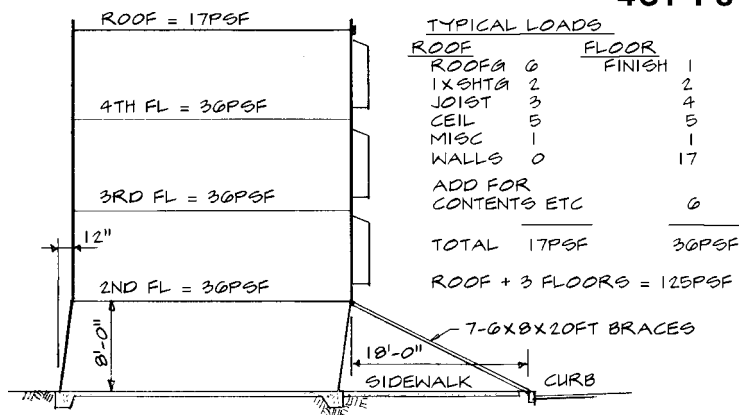 ROOF = 17PSF
4TH FL = 36PSF
3RD FL = 36PSF
12"
2ND FL = 36PSF
8'-0"
18'-0"
7-6X8X20FT BRACES
SIDEWALK
CURB
TYPICAL LOADS
ROOF FLOOR
ROOFG 6 FINISH 1
1XSHTG 2 2
JOIST 3 4
CEIL 5 5
MISC 1 1
WALLS 0 17
ADD FOR
CONTENTS ETC 6
TOTAL 17PSF 36PSF
ROOF + 3 FLOORS = 125PSF